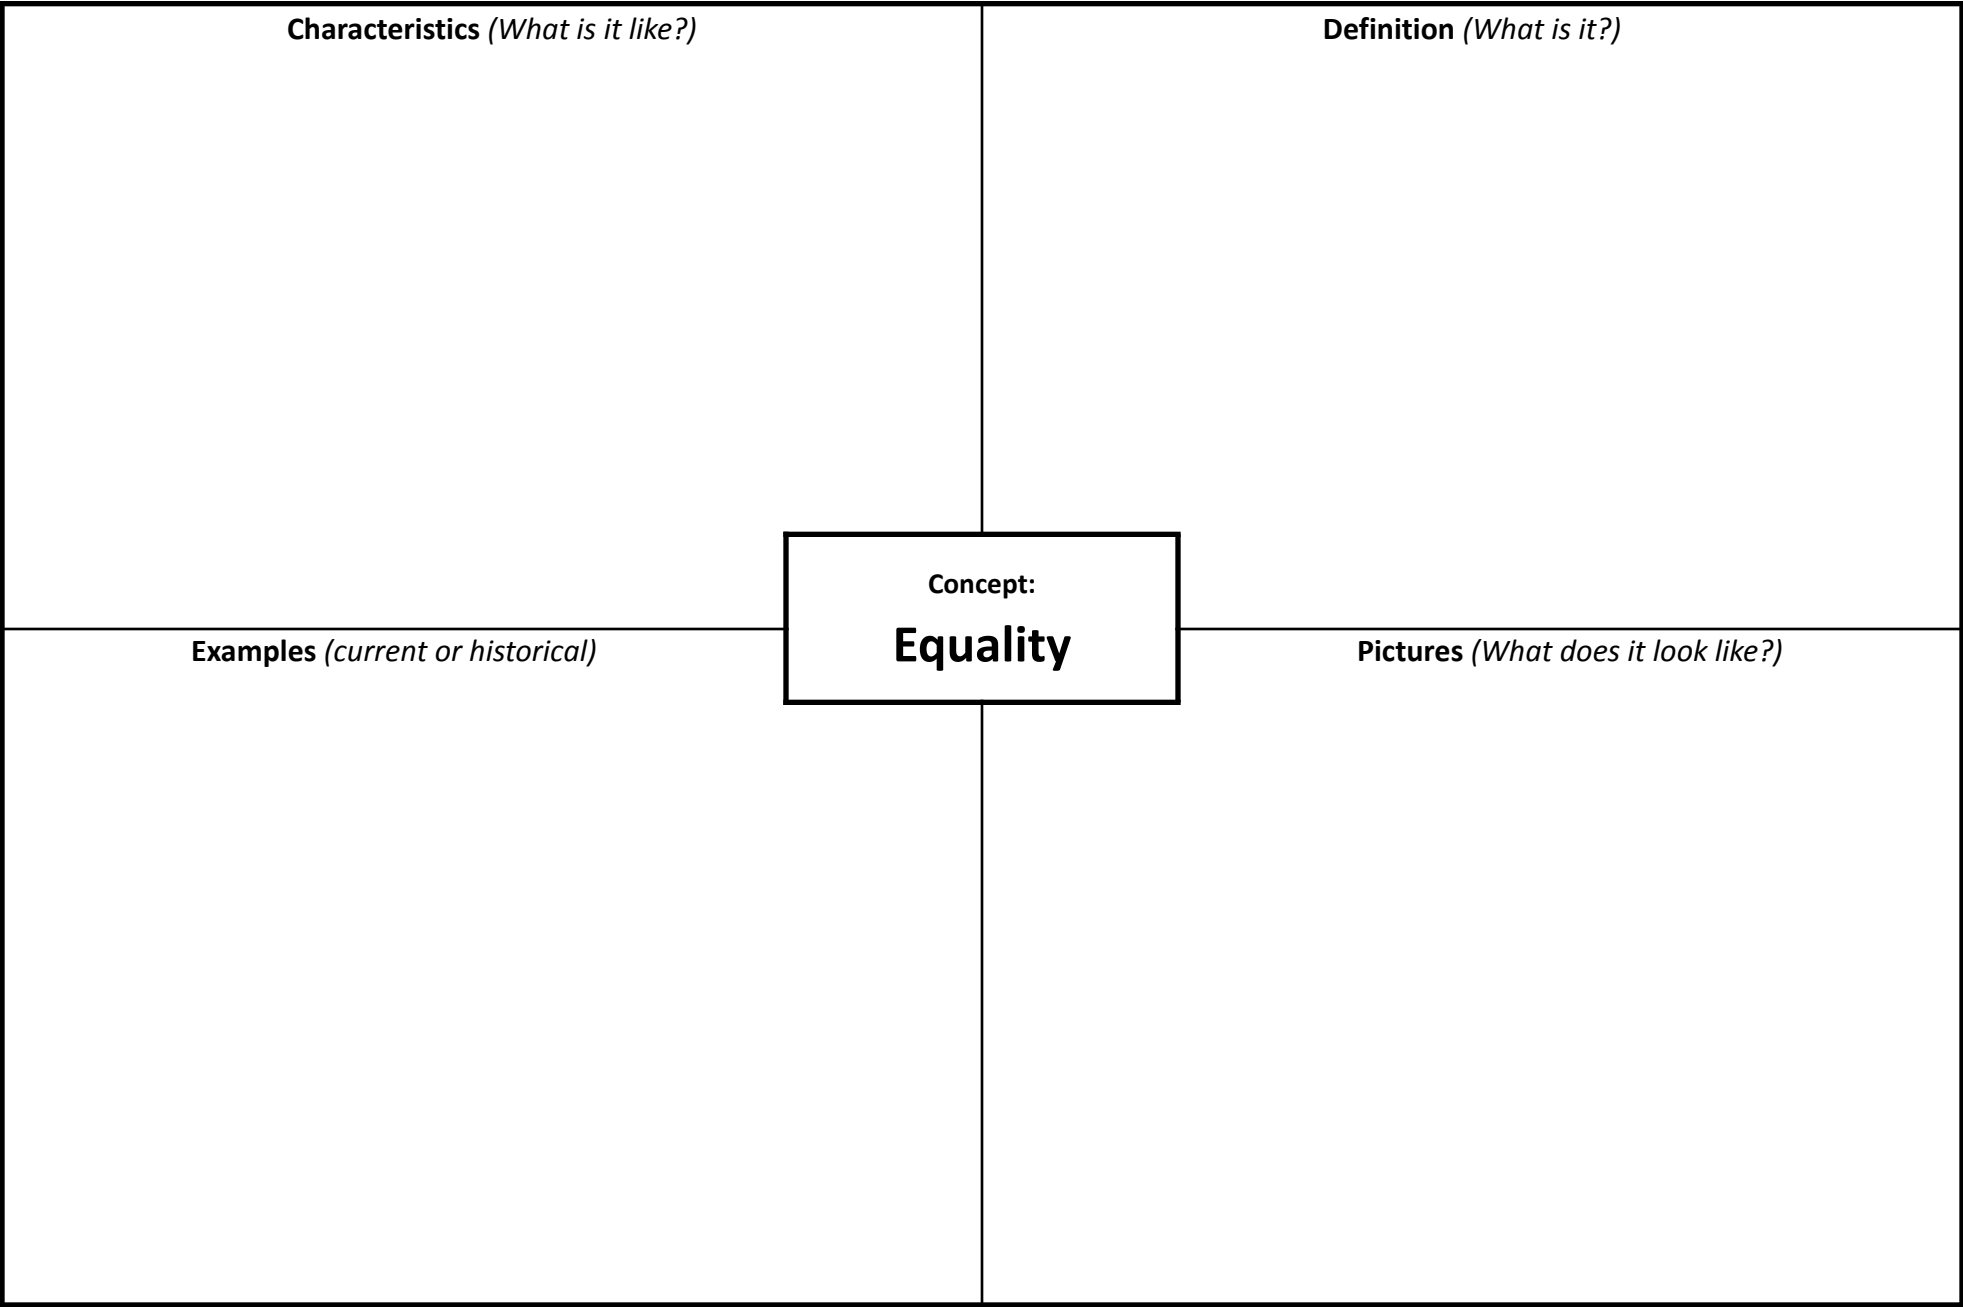 Characteristics (What is it like?)
Definition (What is it?)
Concept:
Equality
Examples (current or historical)
Pictures (What does it look like?)